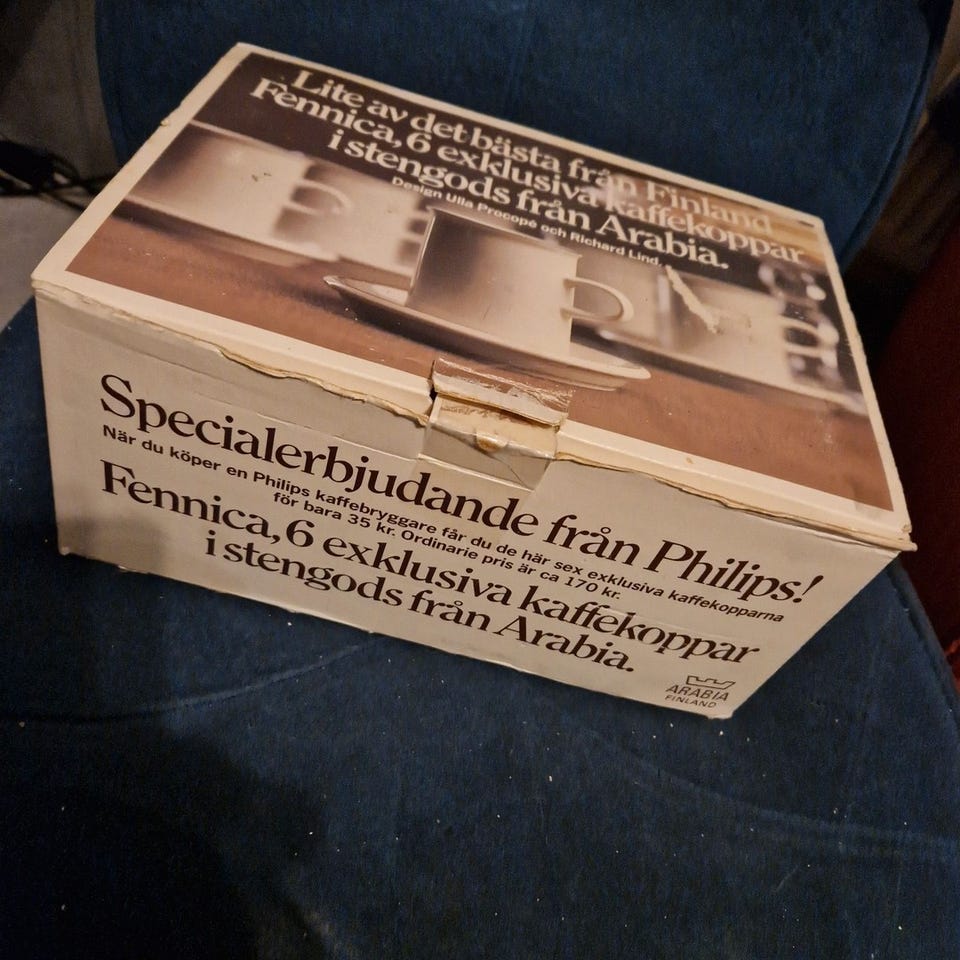 Lite av det bästa från Finland
Fennica, 6 exklusiva kaffekoppar
i stengods från Arabia.
Design Ulla Procopé och Richard Lind.
Specialerbjudande från Philips!
När du köper en Philips kaffebryggare får du de här sex exklusiva kaffekopparna
för bara 35 kr. Ordinarie pris är ca 170 kr.
Fennica, 6 exklusiva kaffekoppar
i stengods från Arabia.
ARABIA
FINLAND